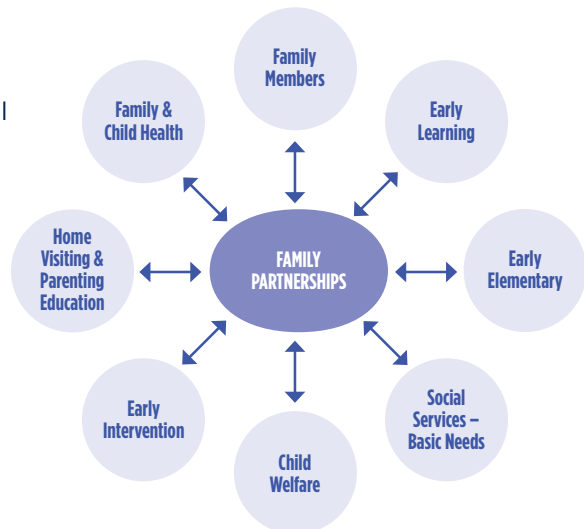 Family
Members
Early
Learning
Early
Elementary
Social
Services –
Basic Needs
Child
Welfare
Early
Intervention
Home
Visiting &
Parenting
Education
Family &
Child Health
FAMILY
PARTNERSHIPS